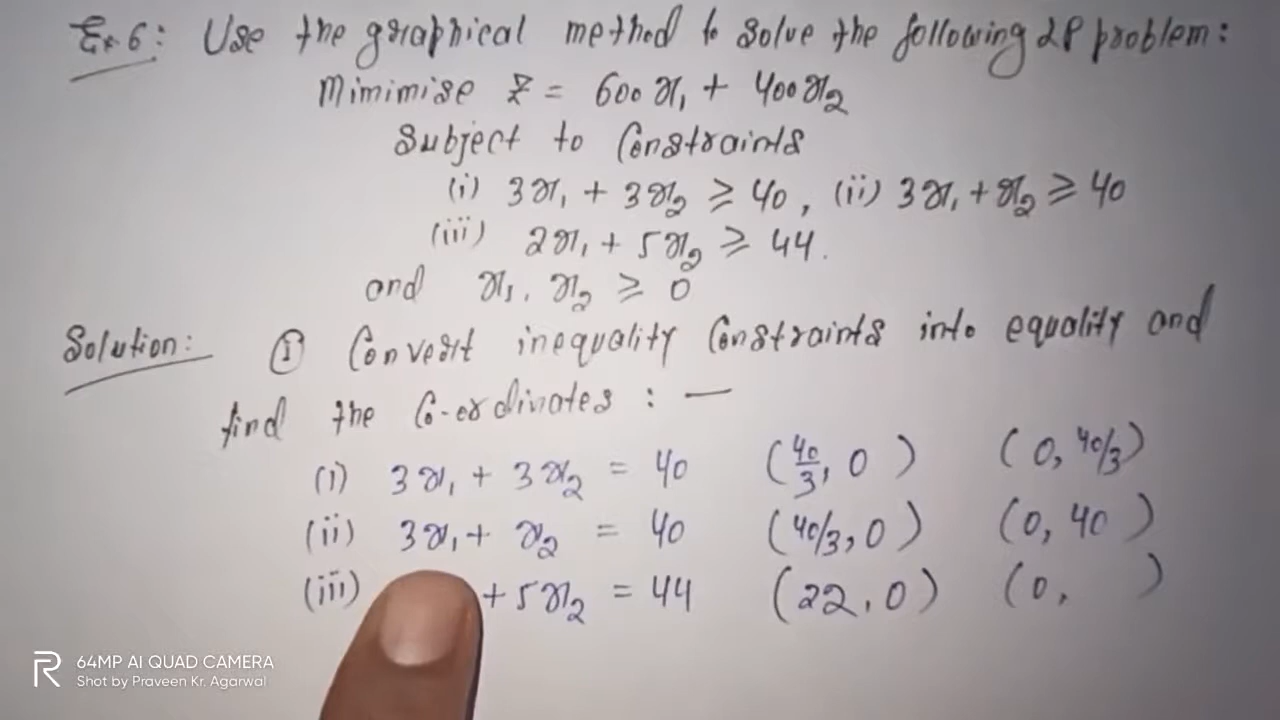 Ex 6: Use the graphical method to solve the following LP problem:
Mimimise Z = 600x₁ + 400x₂
Subject to Constraints
(i) 3x₁ + 3x₂ ≥ 40, (ii) 3x₁ + x₂ ≥ 40
(iii) 2x₁ + 5x₂ ≥ 44.
and x₁, x₂ ≥ 0
Solution: ① Convert inequality Constraints into equality and
find the Co-ordinates : —
(i) 3x₁ + 3x₂ = 40 (40/3, 0) (0, 40/3)
(ii) 3x₁ + x₂ = 40 (40/3, 0) (0, 40)
(iii) + 5x₂ = 44 (22, 0) (0, )
R 64MP AI QUAD CAMERA
Shot by Praveen Kr. Agarwal